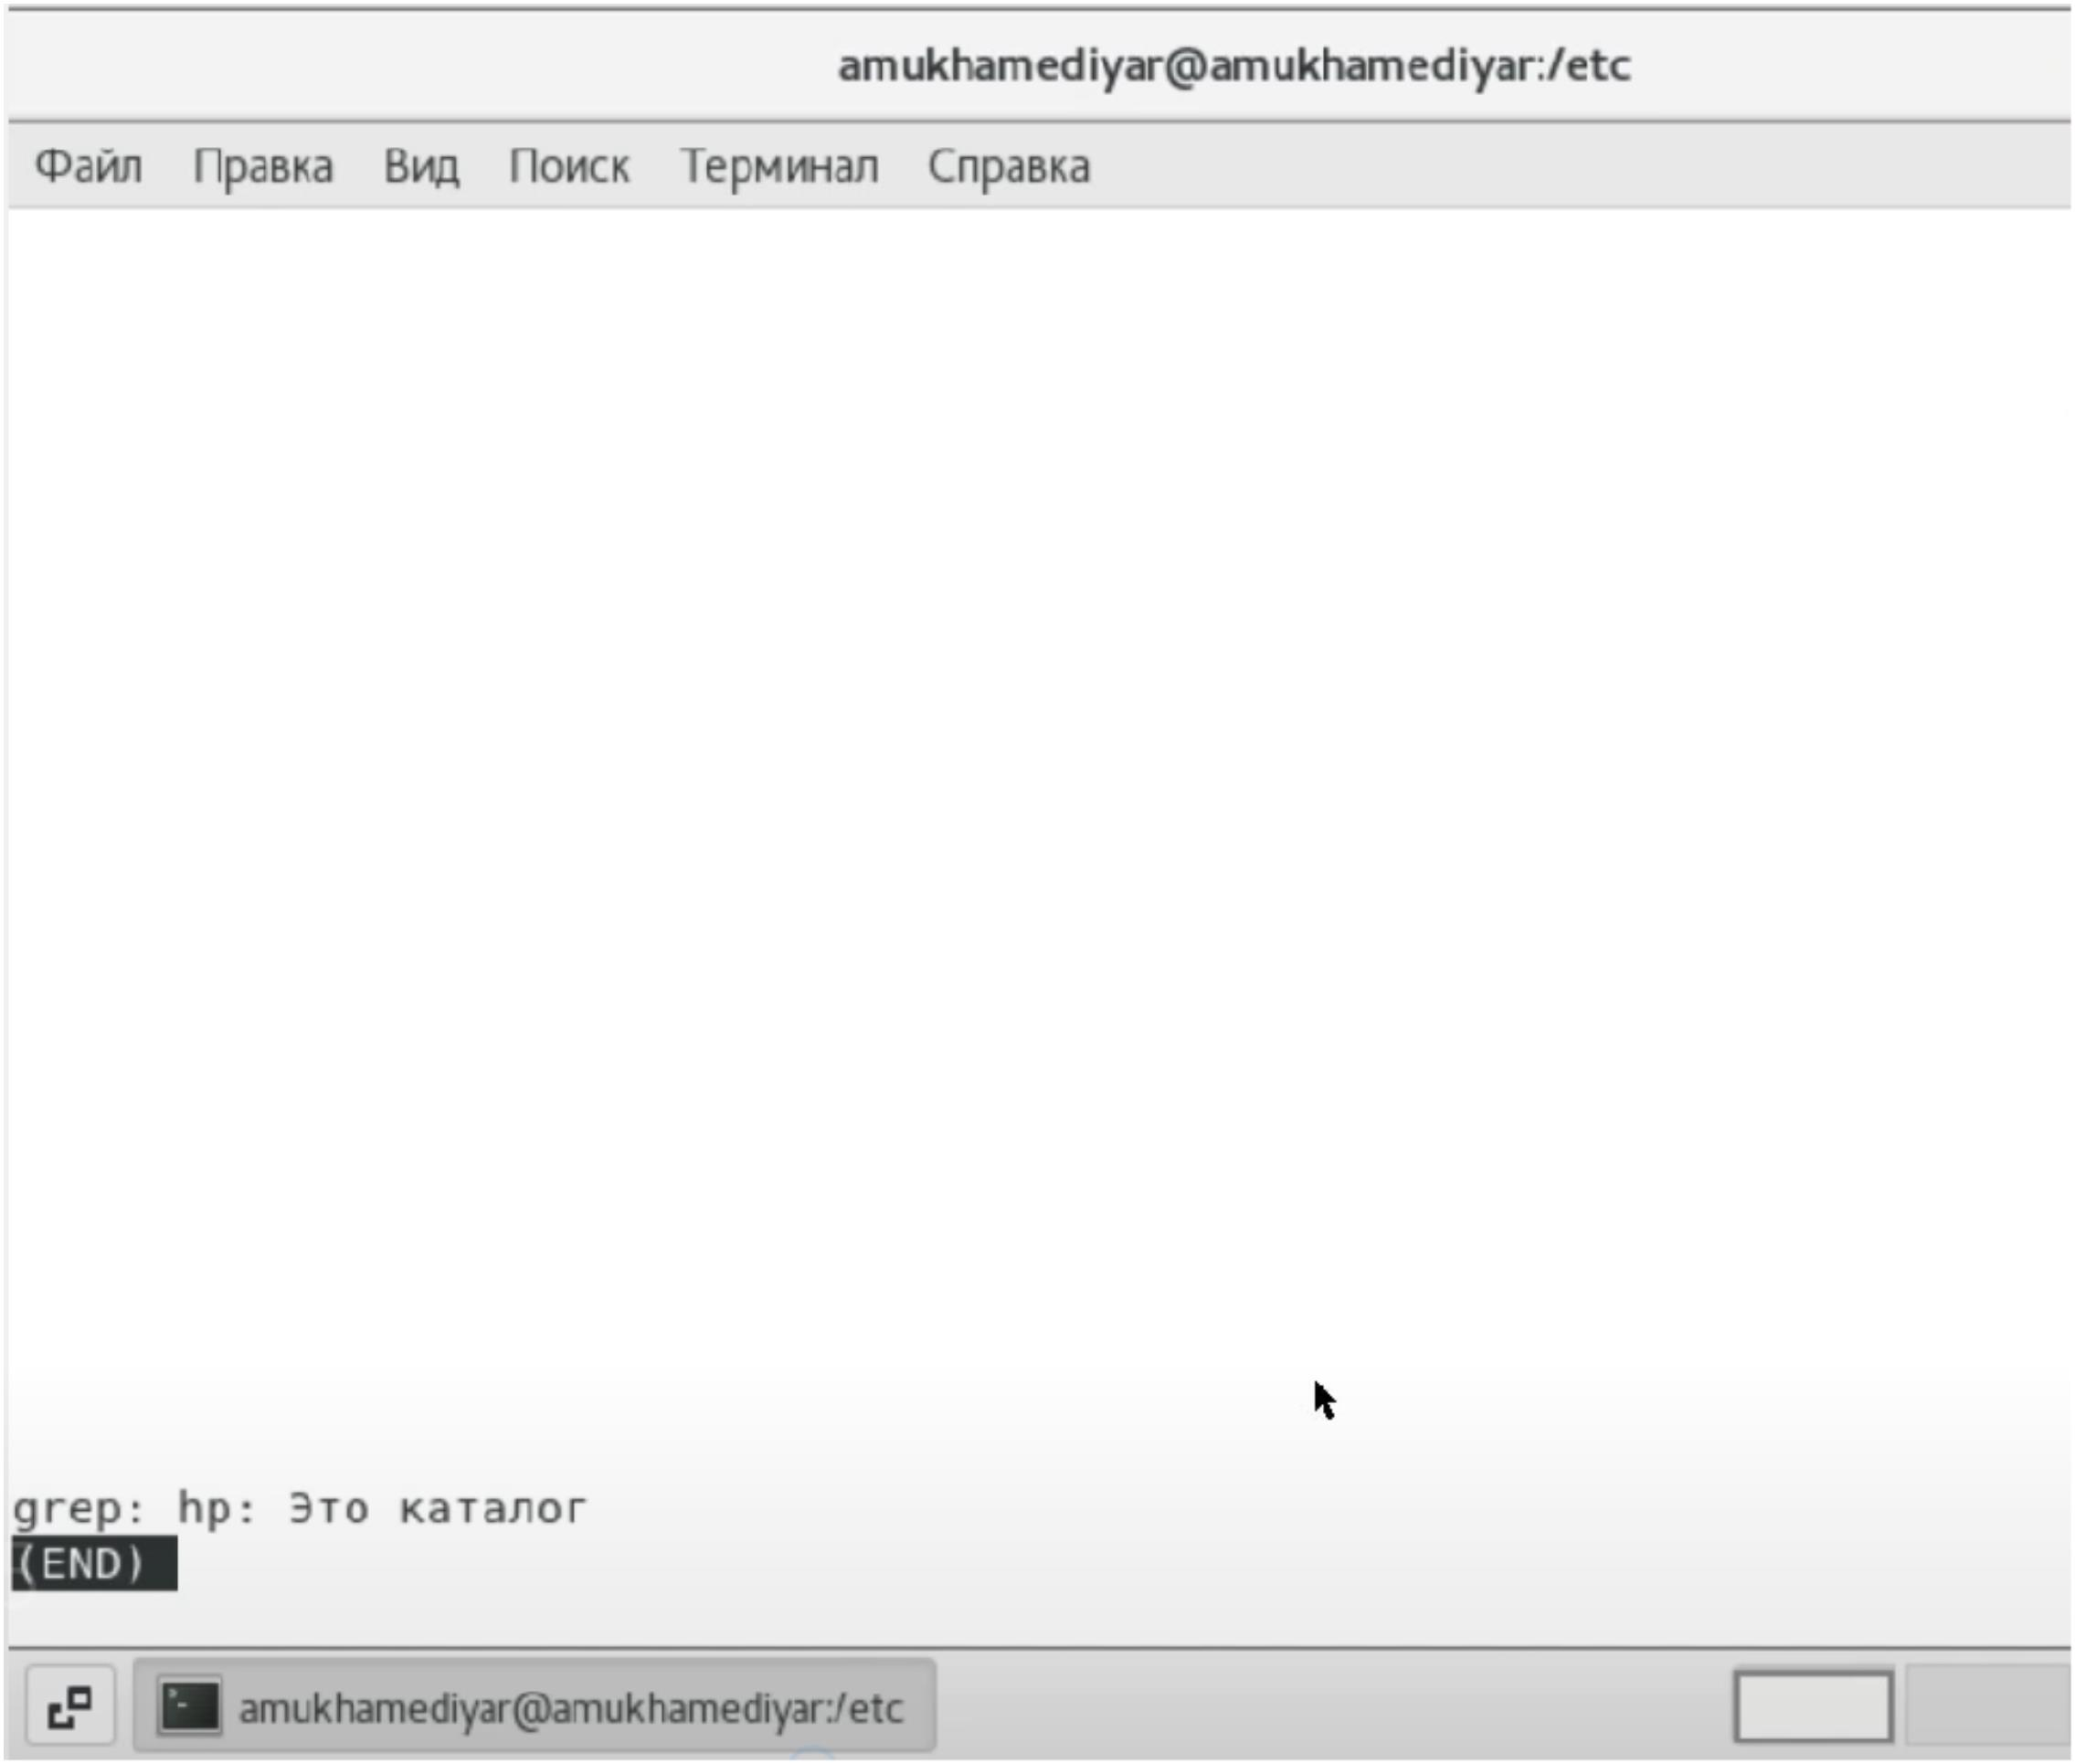 amukhamediyar@amukhamediyar:/etc
Файл Правка Вид Поиск Терминал Справка
grep: hp: Это каталог
(END)
amukhamediyar@amukhamediyar:/etc